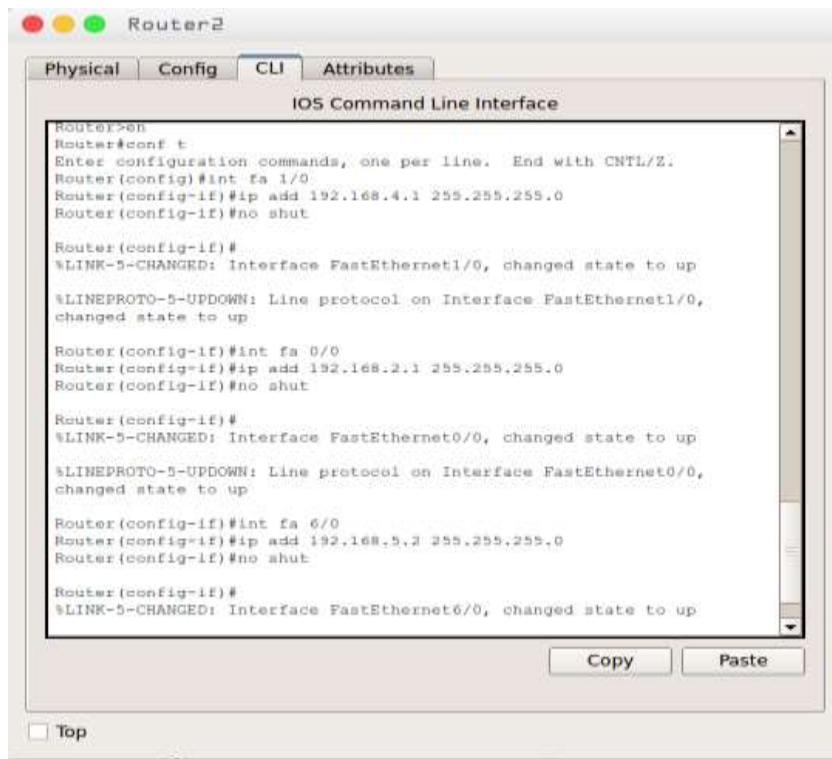 Router2
Physical Config CLI Attributes
IOS Command Line Interface
Router>en
Router#conf t
Enter configuration commands, one per line. End with CNTL/Z.
Router(config)#int fa 1/0
Router(config-if)#ip add 192.168.4.1 255.255.255.0
Router(config-if)#no shut
Router(config-if)#
%LINK-5-CHANGED: Interface FastEthernet1/0, changed state to up
%LINEPROTO-5-UPDOWN: Line protocol on Interface FastEthernet1/0,
changed state to up
Router(config-if)#int fa 0/0
Router(config-if)#ip add 192.168.2.1 255.255.255.0
Router(config-if)#no shut
Router(config-if)#
%LINK-5-CHANGED: Interface FastEthernet0/0, changed state to up
%LINEPROTO-5-UPDOWN: Line protocol on Interface FastEthernet0/0,
changed state to up
Router(config-if)#int fa 6/0
Router(config-if)#ip add 192.168.5.2 255.255.255.0
Router(config-if)#no shut
Router(config-if)#
%LINK-5-CHANGED: Interface FastEthernet6/0, changed state to up
Copy Paste
Top